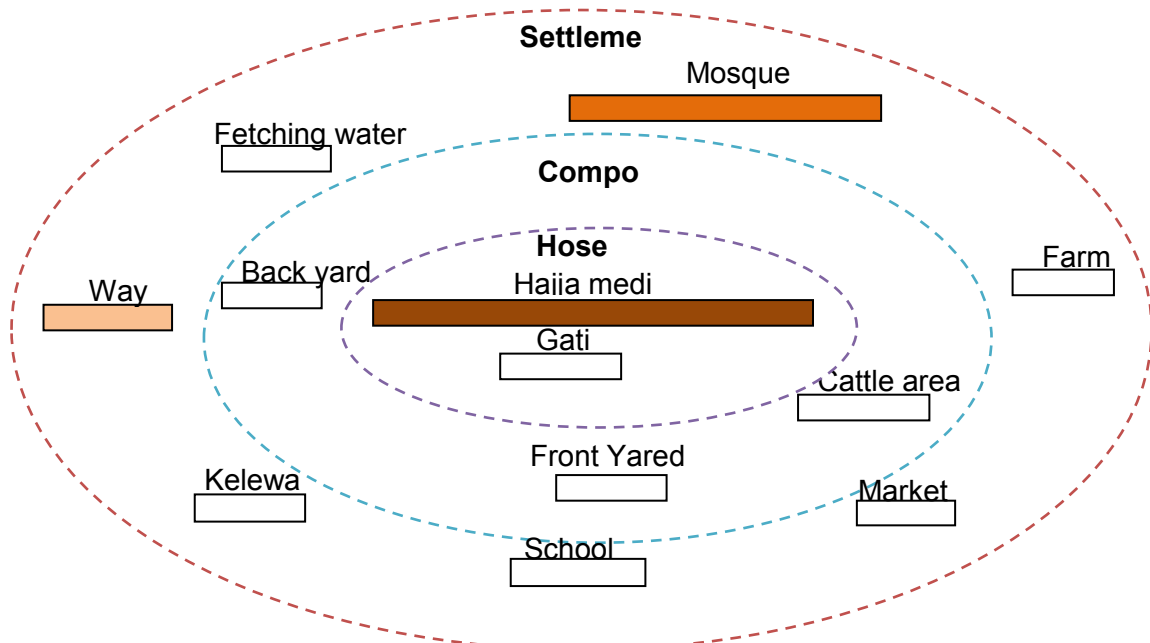 Settleme
Mosque
Fetching water
Compo
Hose
Farm
Back yard
Hajja medi
Way
Gati
Cattle area
Front Yared
Kelewa
Market
School